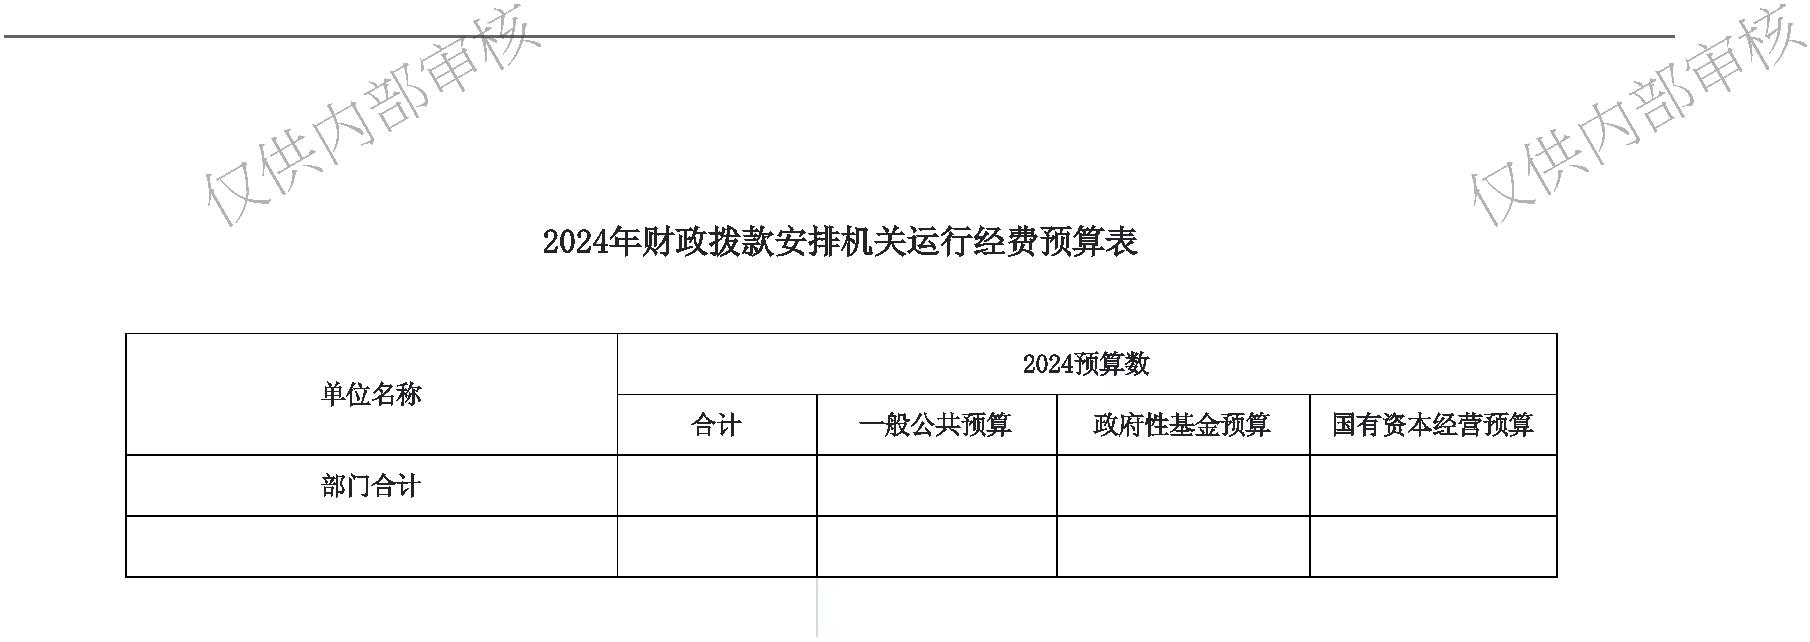 仅供内部审核
仅供内部审核
2024年财政拨款安排机关运行经费预算表
单位名称
2024预算数
合计
一般公共预算
政府性基金预算
国有资本经营预算
部门合计